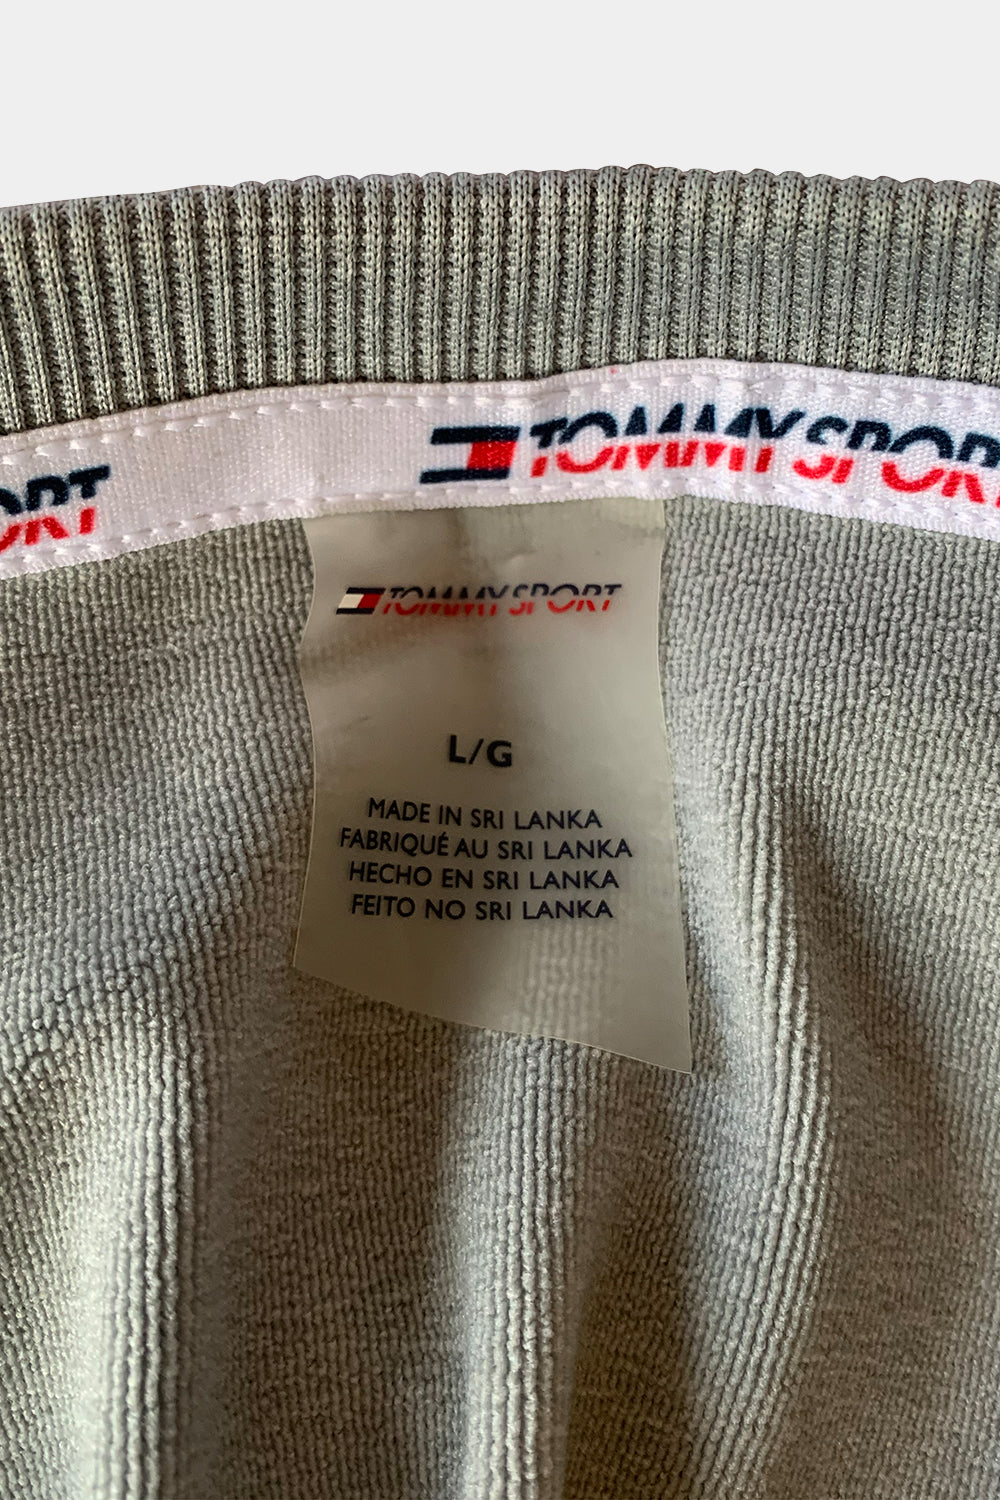 TOMMY SPORT
ORT
TOMMY SPORT
L/G
MADE IN SRI LANKA
FABRIQUÉ AU SRI LANKA
HECHO EN SRI LANKA
FEITO NO SRI LANKA